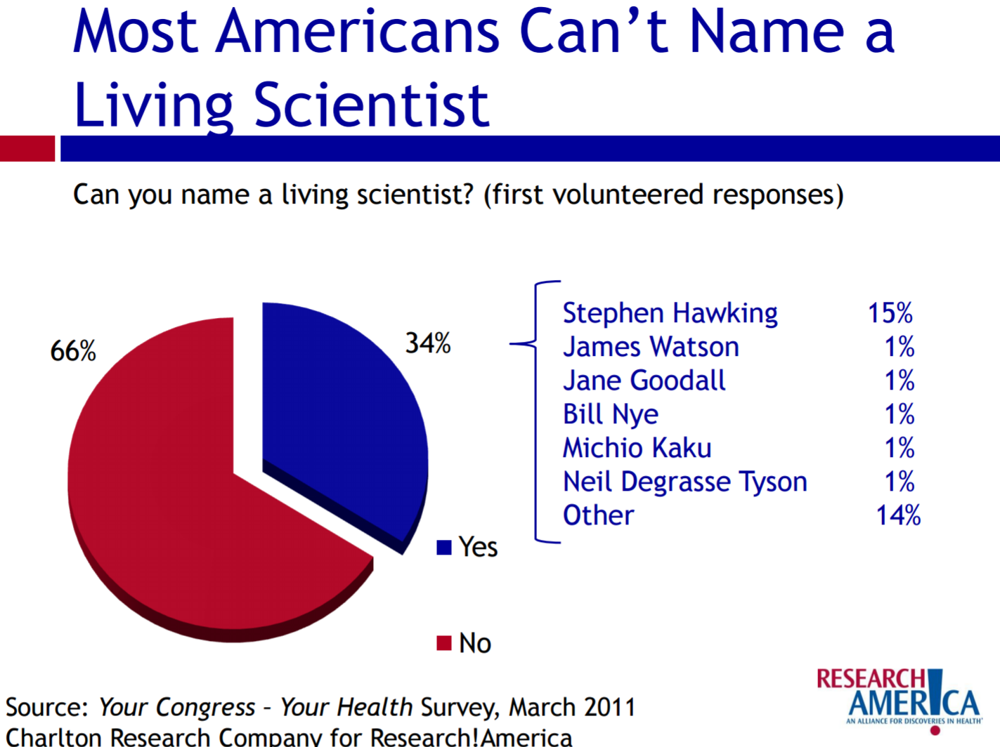 Most Americans Can’t Name a
Living Scientist
Can you name a living scientist? (first volunteered responses)
66%
34%
Stephen Hawking 15%
James Watson 1%
Jane Goodall 1%
Bill Nye 1%
Michio Kaku 1%
Neil Degrasse Tyson 1%
Other 14%
Yes
No
Source: Your Congress – Your Health Survey, March 2011
Charlton Research Company for Research!America
RESEARCH!
AMERICA
AN ALLIANCE FOR DISCOVERIES IN HEALTH®